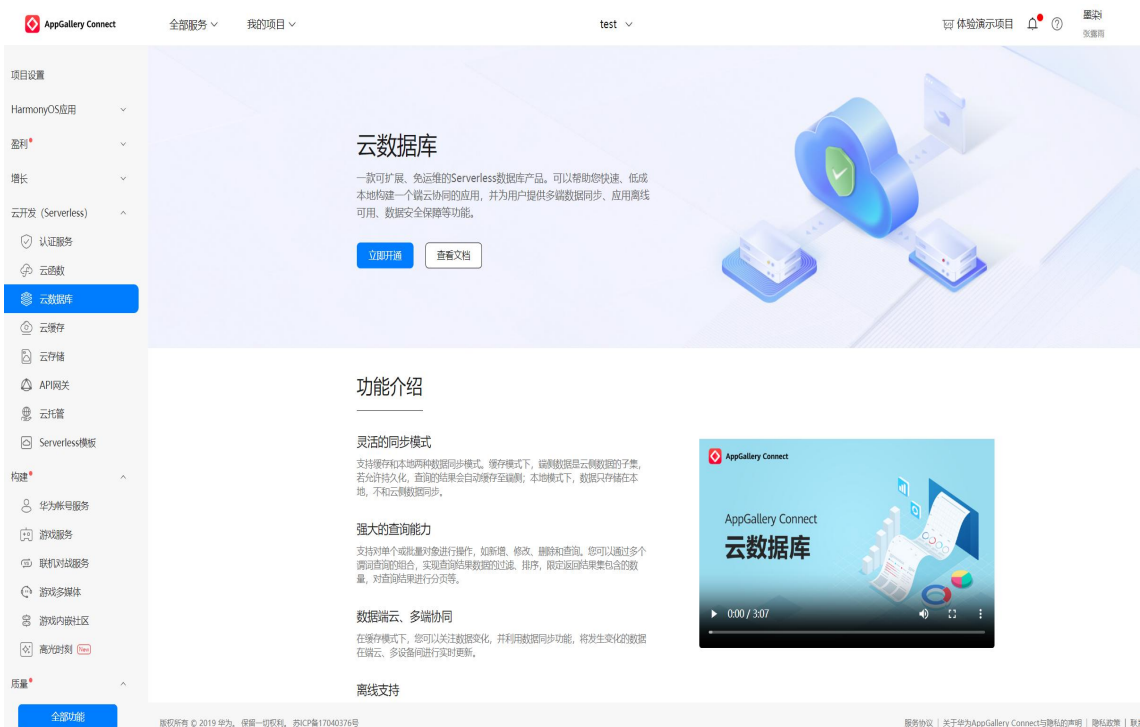 AppGallery Connect
全部服务
我的项目
test
体验演示项目
墨染i
张露雨
项目设置
HarmonyOS应用
盈利
增长
云开发 (Serverless)
认证服务
云函数
云数据库
云缓存
云存储
API网关
云托管
Serverless模板
构建
华为帐号服务
游戏服务
联机对战服务
游戏多媒体
游戏内嵌社区
高光时刻 New
质量
全部功能
云数据库
一款可扩展、免运维的Serverless数据库产品。可以帮助您快速、低成
本地构建一个端云协同的应用，并为用户提供多端数据同步、应用离线
可用、数据安全保障等功能。
立即开通
查看文档
功能介绍
灵活的同步模式
支持缓存和本地两种数据同步模式。缓存模式下，端侧数据是云侧数据的子集，
若允许持久化，查询的结果会自动缓存至端侧；本地模式下，数据只存储在本
地，不和云侧数据同步。
强大的查询能力
支持对单个或批量对象进行操作，如新增、修改、删除和查询。您可以通过多个
谓词查询的组合，实现查询结果数据的过滤、排序，限定返回结果集包含的数
量，对查询结果进行分页等。
数据端云、多端协同
在缓存模式下，您可以关注数据变化，并利用数据同步功能，将发生变化的数据
在端云、多设备间进行实时更新。
离线支持
AppGallery Connect
AppGallery Connect
云数据库
0:00 / 3:07
版权所有 © 2019 华为。 保留一切权利。 苏ICP备17040376号
服务协议 | 关于华为AppGallery Connect与隐私的声明 | 隐私政策 |